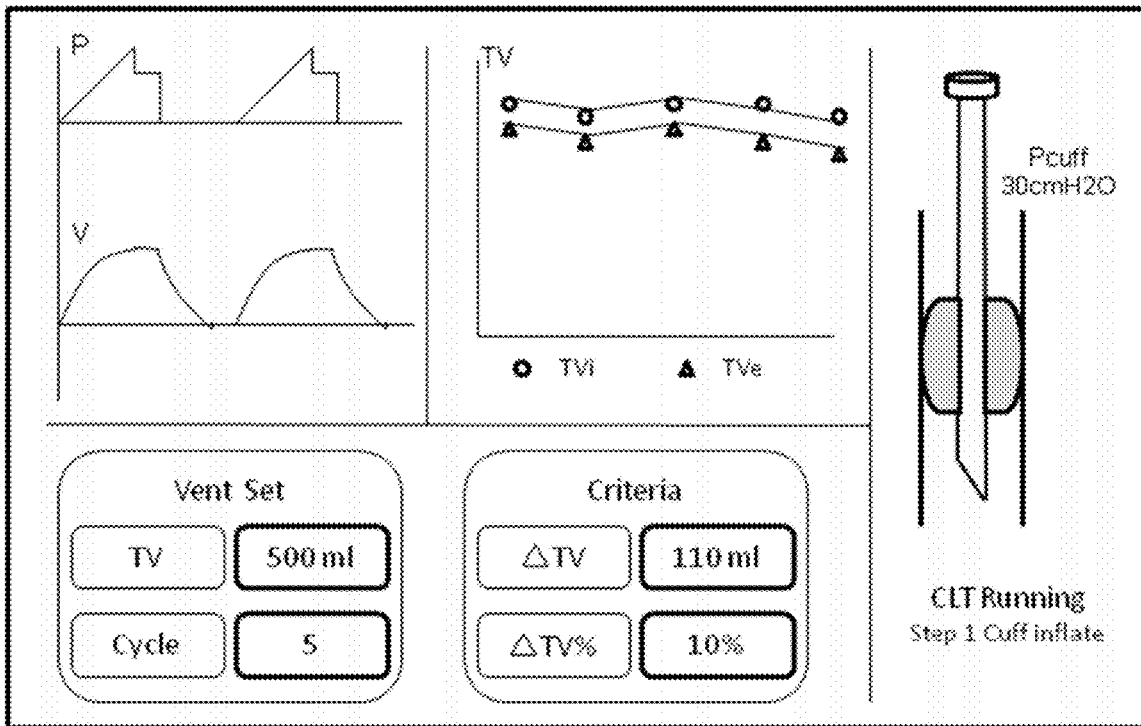 P
V
TV
TVi
TVe
Pcuff
30cmH2O
Vent Set
TV
500 ml
Cycle
5
Criteria
△TV
110 ml
△TV%
10%
CLT Running
Step 1 Cuff inflate